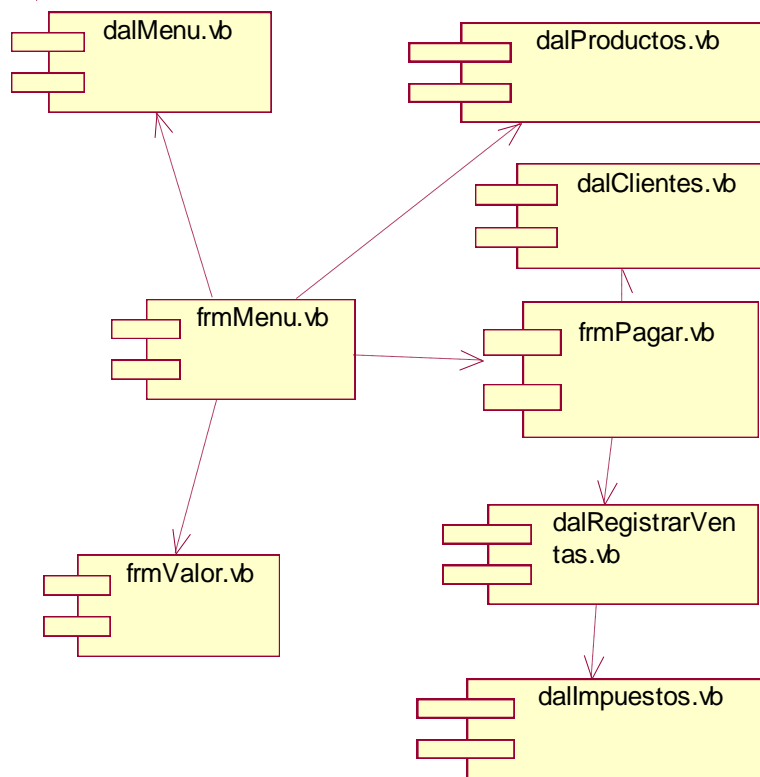 dalMenu.vb
dalProductos.vb
dalClientes.vb
frmMenu.vb
frmPagar.vb
dalRegistrarVen
tas.vb
frmValor.vb
dalImpuestos.vb